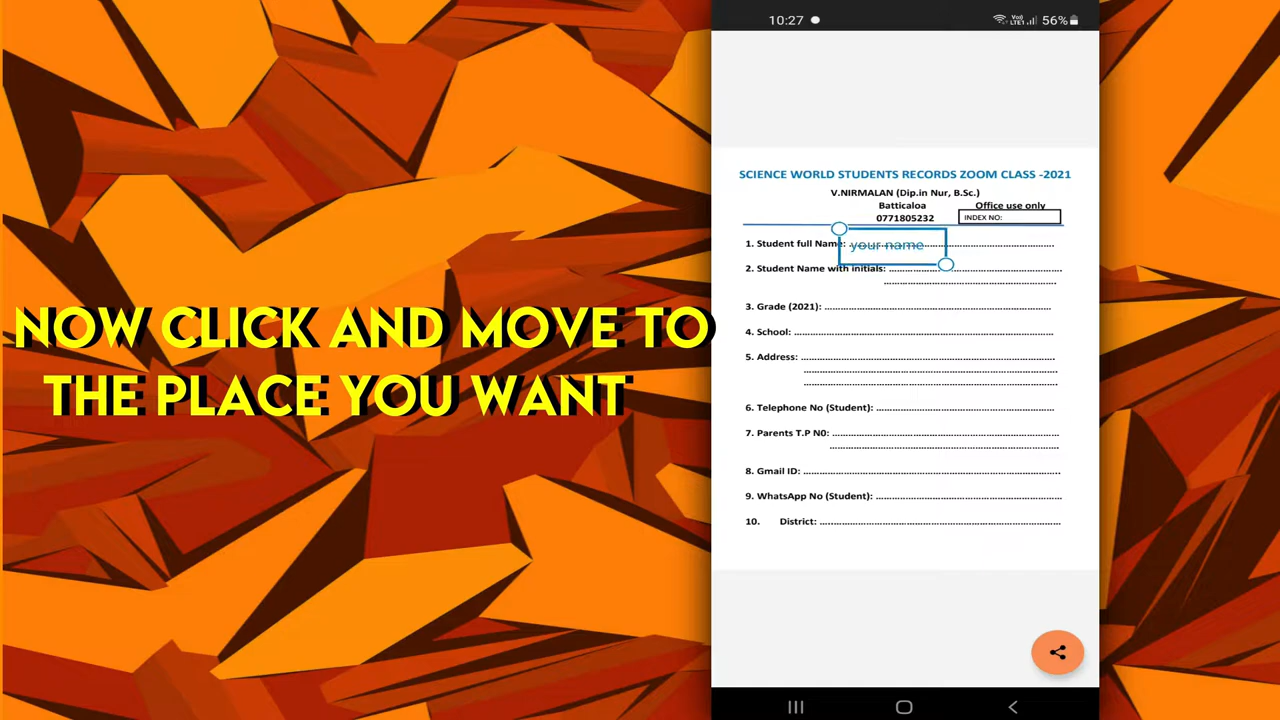 10:27
Vo)
LTE1
56%
NOW CLICK AND MOVE TO
THE PLACE YOU WANT
SCIENCE WORLD STUDENTS RECORDS ZOOM CLASS -2021
V.NIRMALAN (Dip.in Nur, B.Sc.)
Batticaloa
Office use only
0771805232
INDEX NO:
1. Student full Name: ........................................
your name
2. Student Name with initials: ........................................
........................................
3. Grade (2021): ........................................
4. School: ........................................
5. Address: ........................................
........................................
........................................
6. Telephone No (Student): ........................................
7. Parents T.P N0: ........................................
........................................
8. Gmail ID: ........................................
9. WhatsApp No (Student): ........................................
10. District: ........................................